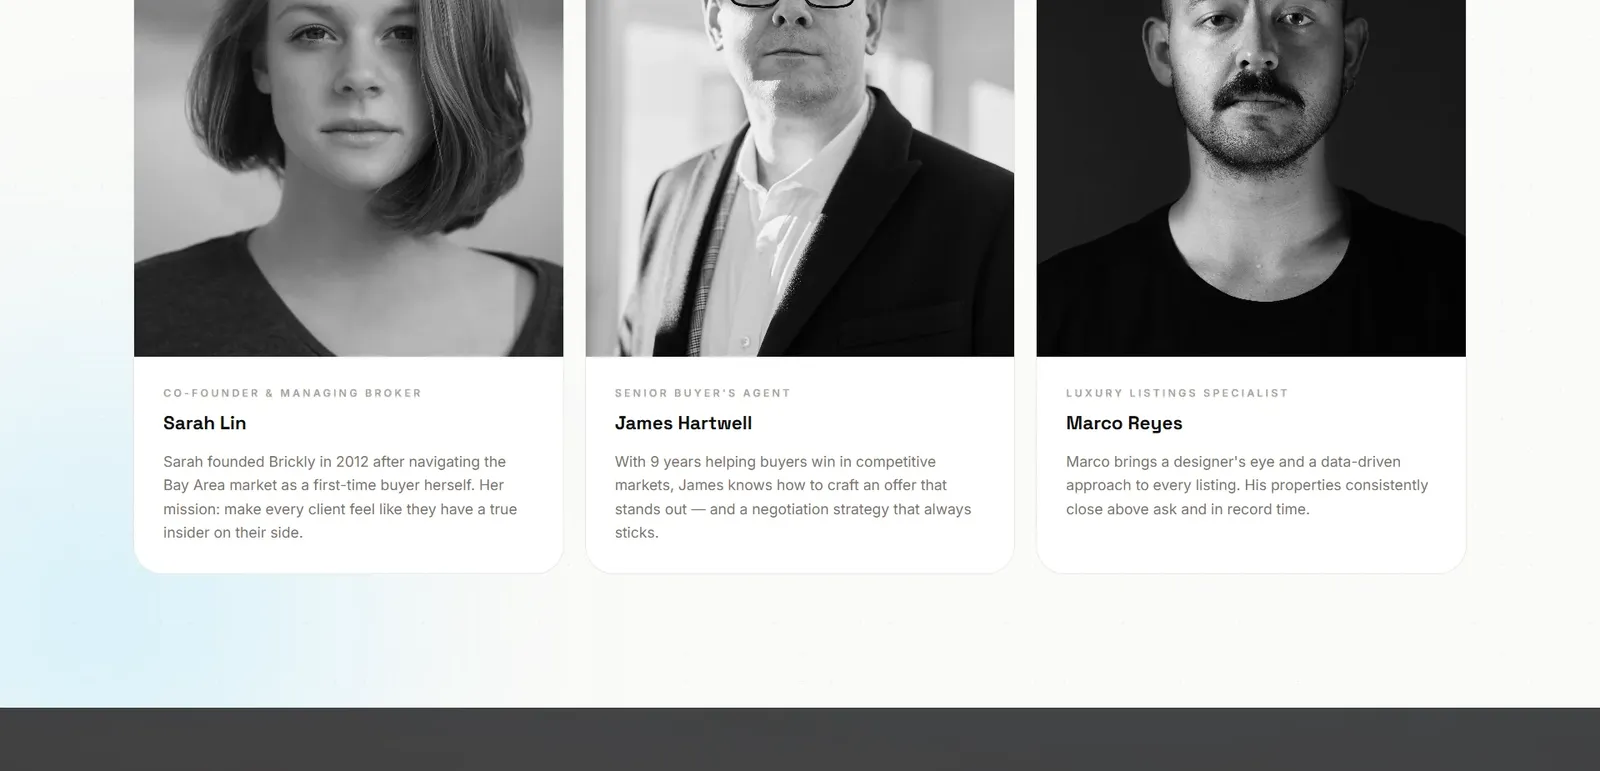 CO-FOUNDER & MANAGING BROKER
Sarah Lin
Sarah founded Brickly in 2012 after navigating the
Bay Area market as a first-time buyer herself. Her
mission: make every client feel like they have a true
insider on their side.
SENIOR BUYER'S AGENT
James Hartwell
With 9 years helping buyers win in competitive
markets, James knows how to craft an offer that
stands out — and a negotiation strategy that always
sticks.
LUXURY LISTINGS SPECIALIST
Marco Reyes
Marco brings a designer's eye and a data-driven
approach to every listing. His properties consistently
close above ask and in record time.